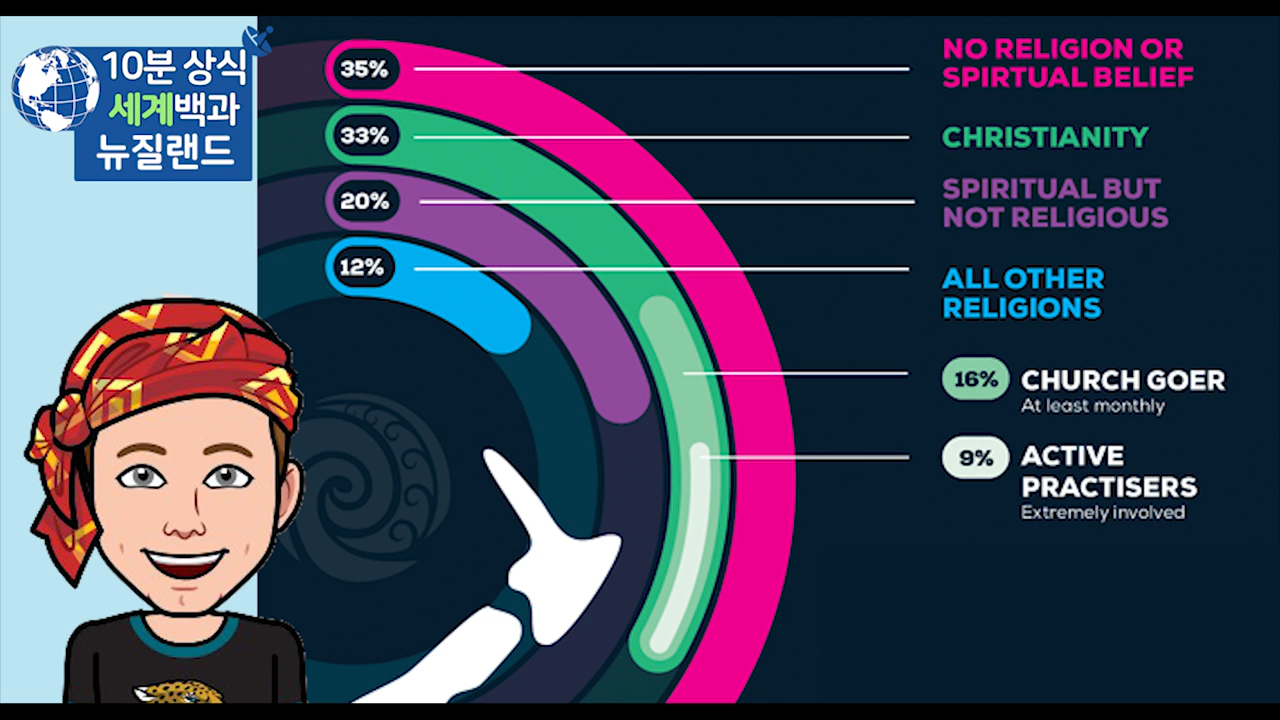 10분 상식
세계백과
뉴질랜드
35%
NO RELIGION OR
SPIRTUAL BELIEF
33%
CHRISTIANITY
20%
SPIRITUAL BUT
NOT RELIGIOUS
12%
ALL OTHER
RELIGIONS
16%
CHURCH GOER
At least monthly
9%
ACTIVE
PRACTISERS
Extremely involved